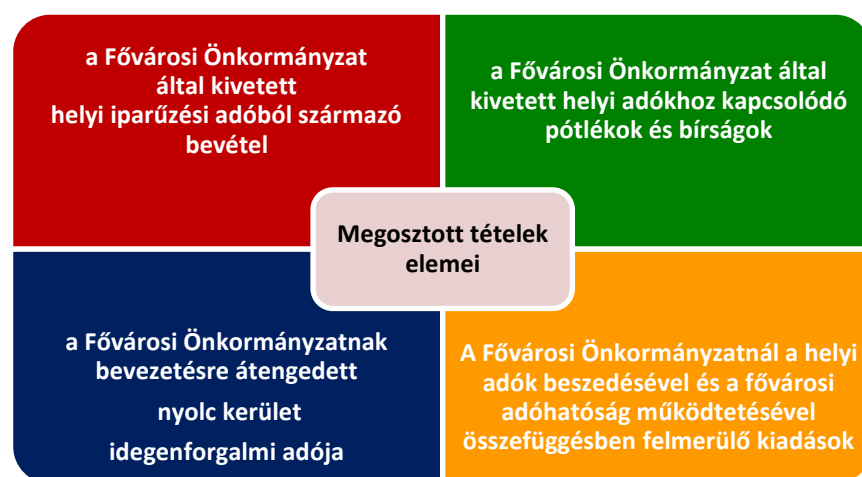 a Fővárosi Önkormányzat
által kivetett
helyi iparűzési adóból származó
bevétel
a Fővárosi Önkormányzat által
kivetett helyi adókhoz kapcsolódó
pótlékok és bírságok
Megosztott tételek
elemei
a Fővárosi Önkormányzatnak
bevezetésre átengedett
nyolc kerület
idegenforgalmi adója
A Fővárosi Önkormányzatnál a helyi
adók beszedésével és a fővárosi
adóhatóság működtetésével
összefüggésben felmerülő kiadások